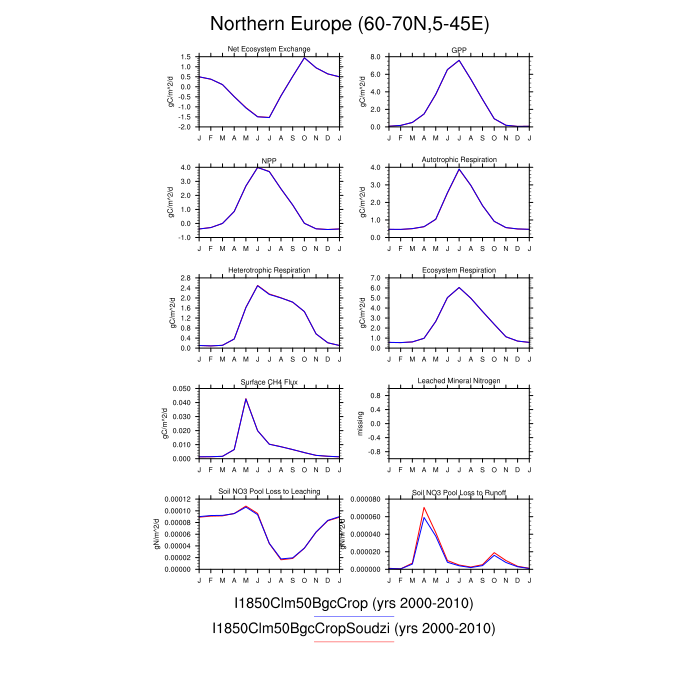 Northern Europe (60-70N,5-45E)
Net Ecosystem Exchange
gC/m^2/d
1.5
1.0
0.5
0.0
-0.5
-1.0
-1.5
-2.0
J F M A M J J A S O N D J
GPP
gC/m^2/d
8.0
6.0
4.0
2.0
0.0
J F M A M J J A S O N D J
NPP
gC/m^2/d
4.0
3.0
2.0
1.0
0.0
-1.0
J F M A M J J A S O N D J
Autotrophic Respiration
gC/m^2/d
4.0
3.0
2.0
1.0
0.0
J F M A M J J A S O N D J
Heterotrophic Respiration
gC/m^2/d
2.8
2.4
2.0
1.6
1.2
0.8
0.4
0.0
J F M A M J J A S O N D J
Ecosystem Respiration
gC/m^2/d
7.0
6.0
5.0
4.0
3.0
2.0
1.0
0.0
J F M A M J J A S O N D J
Surface CH4 Flux
gC/m^2/d
0.050
0.040
0.030
0.020
0.010
0.000
J F M A M J J A S O N D J
Leached Mineral Nitrogen
missing
0.8
0.4
0.0
-0.4
-0.8
J F M A M J J A S O N D J
Soil NO3 Pool Loss to Leaching
gN/m^2/d
0.00012
0.00010
0.00008
0.00006
0.00004
0.00002
0.00000
J F M A M J J A S O N D J
Soil NO3 Pool Loss to Runoff
gN/m^2/d
0.000080
0.000060
0.000040
0.000020
0.000000
J F M A M J J A S O N D J
I1850Clm50BgcCrop (yrs 2000-2010)
I1850Clm50BgcCropSoudzi (yrs 2000-2010)